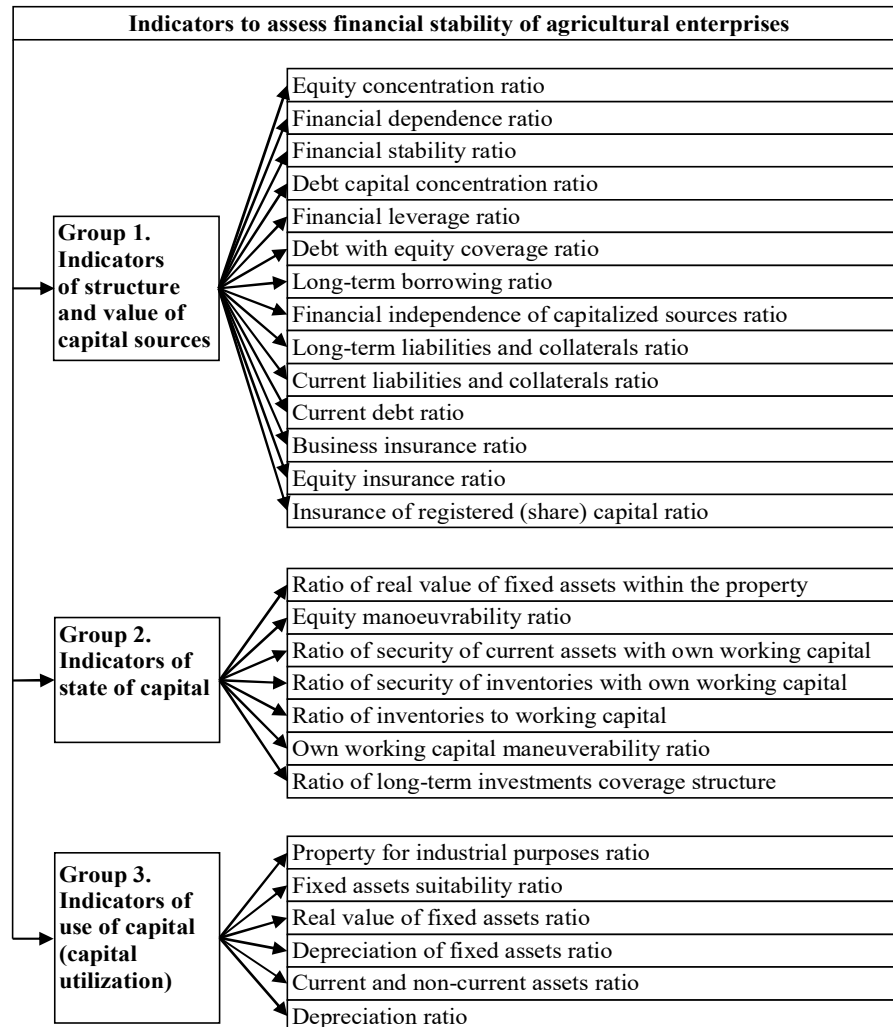 Indicators to assess financial stability of agricultural enterprises
Group 1.
Indicators
of structure
and value of
capital sources
Equity concentration ratio
Financial dependence ratio
Financial stability ratio
Debt capital concentration ratio
Financial leverage ratio
Debt with equity coverage ratio
Long-term borrowing ratio
Financial independence of capitalized sources ratio
Long-term liabilities and collaterals ratio
Current liabilities and collaterals ratio
Current debt ratio
Business insurance ratio
Equity insurance ratio
Insurance of registered (share) capital ratio
Group 2.
Indicators of
state of capital
Ratio of real value of fixed assets within the property
Equity manoeuvrability ratio
Ratio of security of current assets with own working capital
Ratio of security of inventories with own working capital
Ratio of inventories to working capital
Own working capital maneuverability ratio
Ratio of long-term investments coverage structure
Group 3.
Indicators of
use of capital
(capital
utilization)
Property for industrial purposes ratio
Fixed assets suitability ratio
Real value of fixed assets ratio
Depreciation of fixed assets ratio
Current and non-current assets ratio
Depreciation ratio